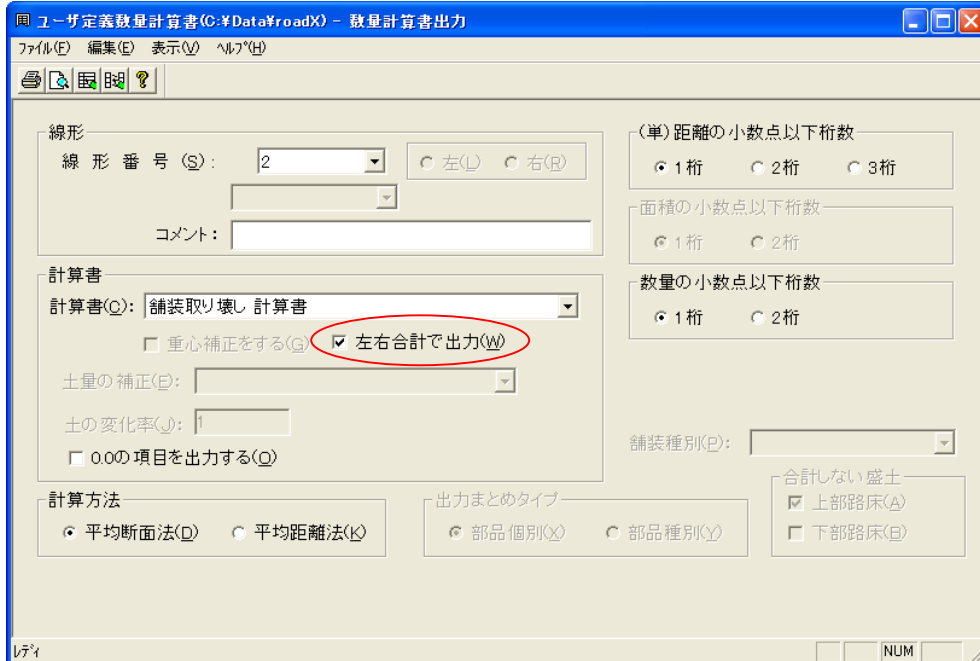 ユーザ定義数量計算書(C:¥Data¥roadX) - 数量計算書出力
ファイル(F) 編集(E) 表示(V) ヘルプ(H)
線形
線 形 番 号 (S): 2 左(L) 右(R)
コメント:
計算書
計算書(C): 舗装取り壊し 計算書
重心補正をする(G) 左右合計で出力(W)
土量の補正(E):
土の変化率(J): 1
0.0の項目を出力する(O)
計算方法
平均断面法(D) 平均距離法(K)
出力まとめタイプ
部品個別(X) 部品種別(Y)
(単)距離の小数点以下桁数
1桁 2桁 3桁
面積の小数点以下桁数
1桁 2桁
数量の小数点以下桁数
1桁 2桁
舗装種別(P):
合計しない盛土
上部路床(A)
下部路床(B)
レディ NUM